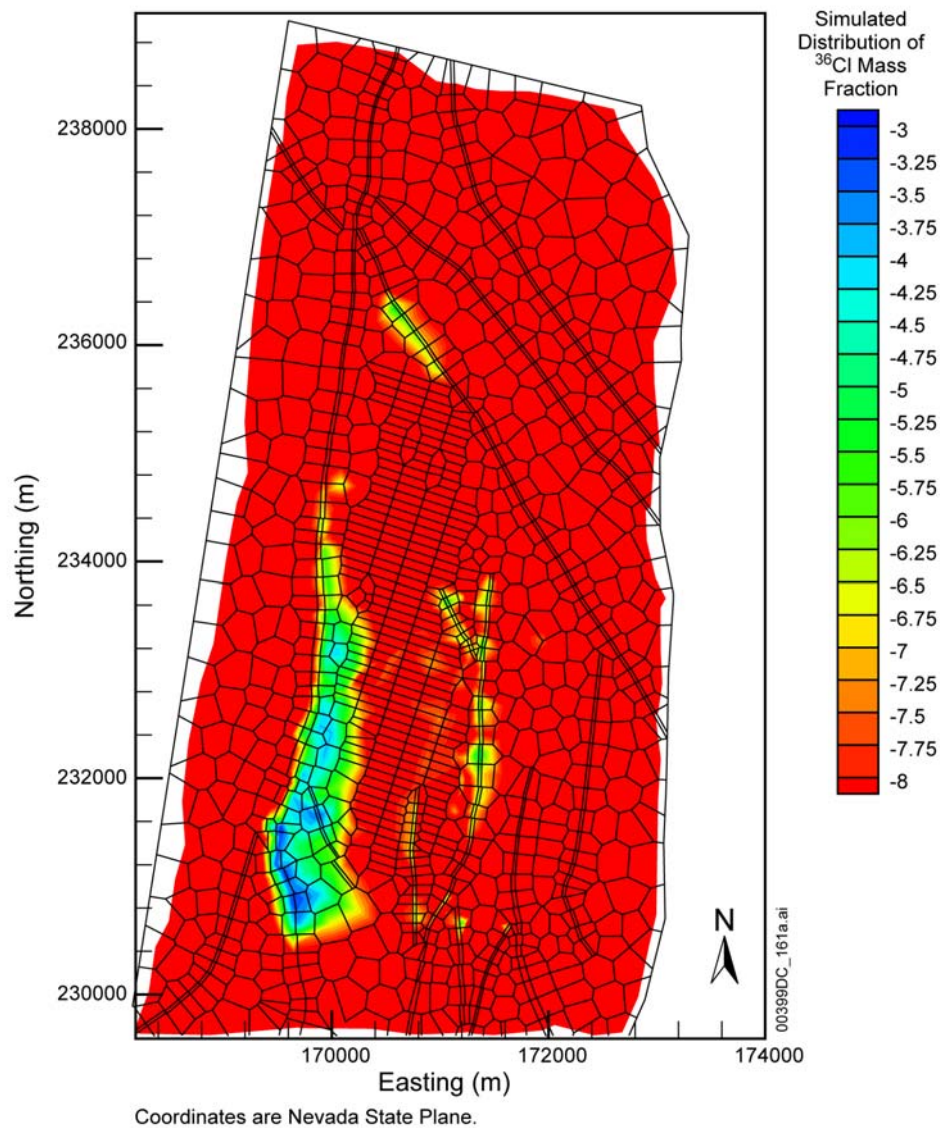 Simulated
Distribution of
³⁶Cl Mass
Fraction
-3
-3.25
-3.5
-3.75
-4
-4.25
-4.5
-4.75
-5
-5.25
-5.5
-5.75
-6
-6.25
-6.5
-6.75
-7
-7.25
-7.5
-7.75
-8
238000
236000
234000
232000
230000
Northing (m)
N
00399DC_161a.ai
170000 172000 174000
Easting (m)
Coordinates are Nevada State Plane.